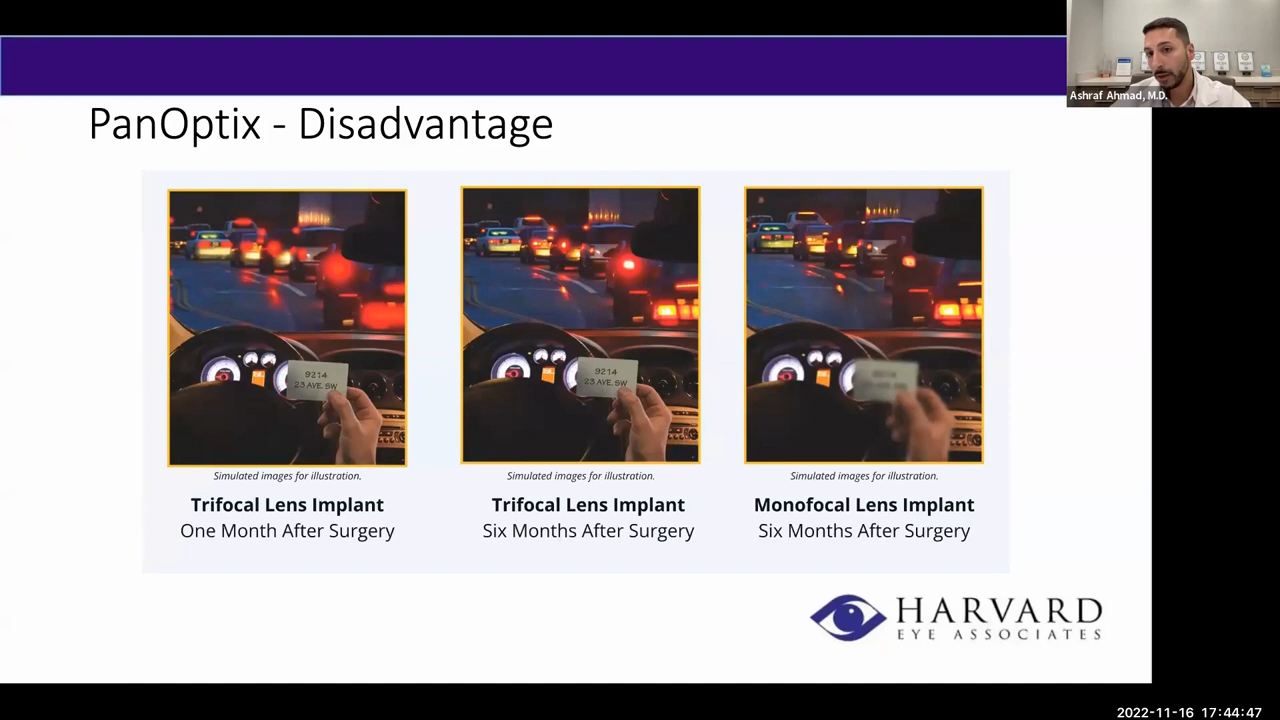 PanOptix - Disadvantage
Ashraf Ahmad, M.D.
9214
23 AVE. SW
9214
23 AVE. SW
Simulated images for illustration.
Simulated images for illustration.
Simulated images for illustration.
Trifocal Lens Implant
One Month After Surgery
Trifocal Lens Implant
Six Months After Surgery
Monofocal Lens Implant
Six Months After Surgery
HARVARD
EYE ASSOCIATES
2022-11-16 17:44:47